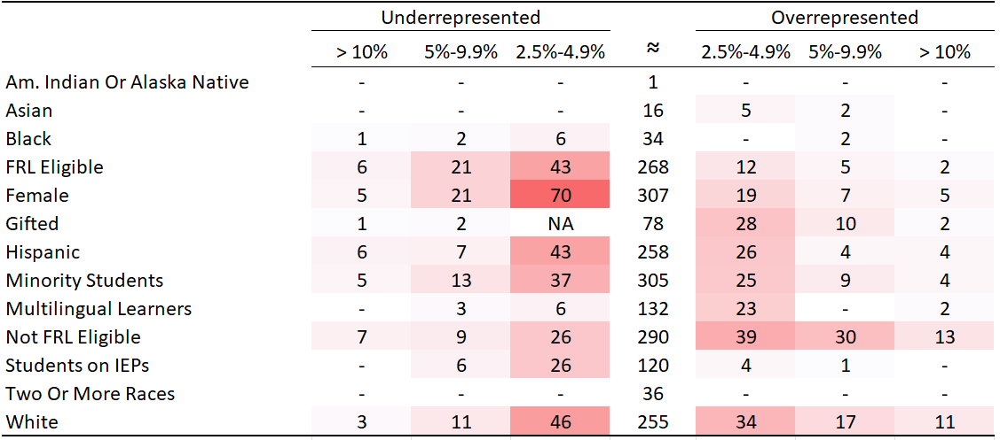 Underrepresented Overrepresented
> 10% 5%-9.9% 2.5%-4.9% ≈ 2.5%-4.9% 5%-9.9% > 10%
Am. Indian Or Alaska Native - - - 1 - - -
Asian - - - 16 5 2 -
Black 1 2 6 34 - 2 -
FRL Eligible 6 21 43 268 12 5 2
Female 5 21 70 307 19 7 5
Gifted 1 2 NA 78 28 10 2
Hispanic 6 7 43 258 26 4 4
Minority Students 5 13 37 305 25 9 4
Multilingual Learners - 3 6 132 23 - 2
Not FRL Eligible 7 9 26 290 39 30 13
Students on IEPs - 6 26 120 4 1 -
Two Or More Races - - - 36 - - -
White 3 11 46 255 34 17 11